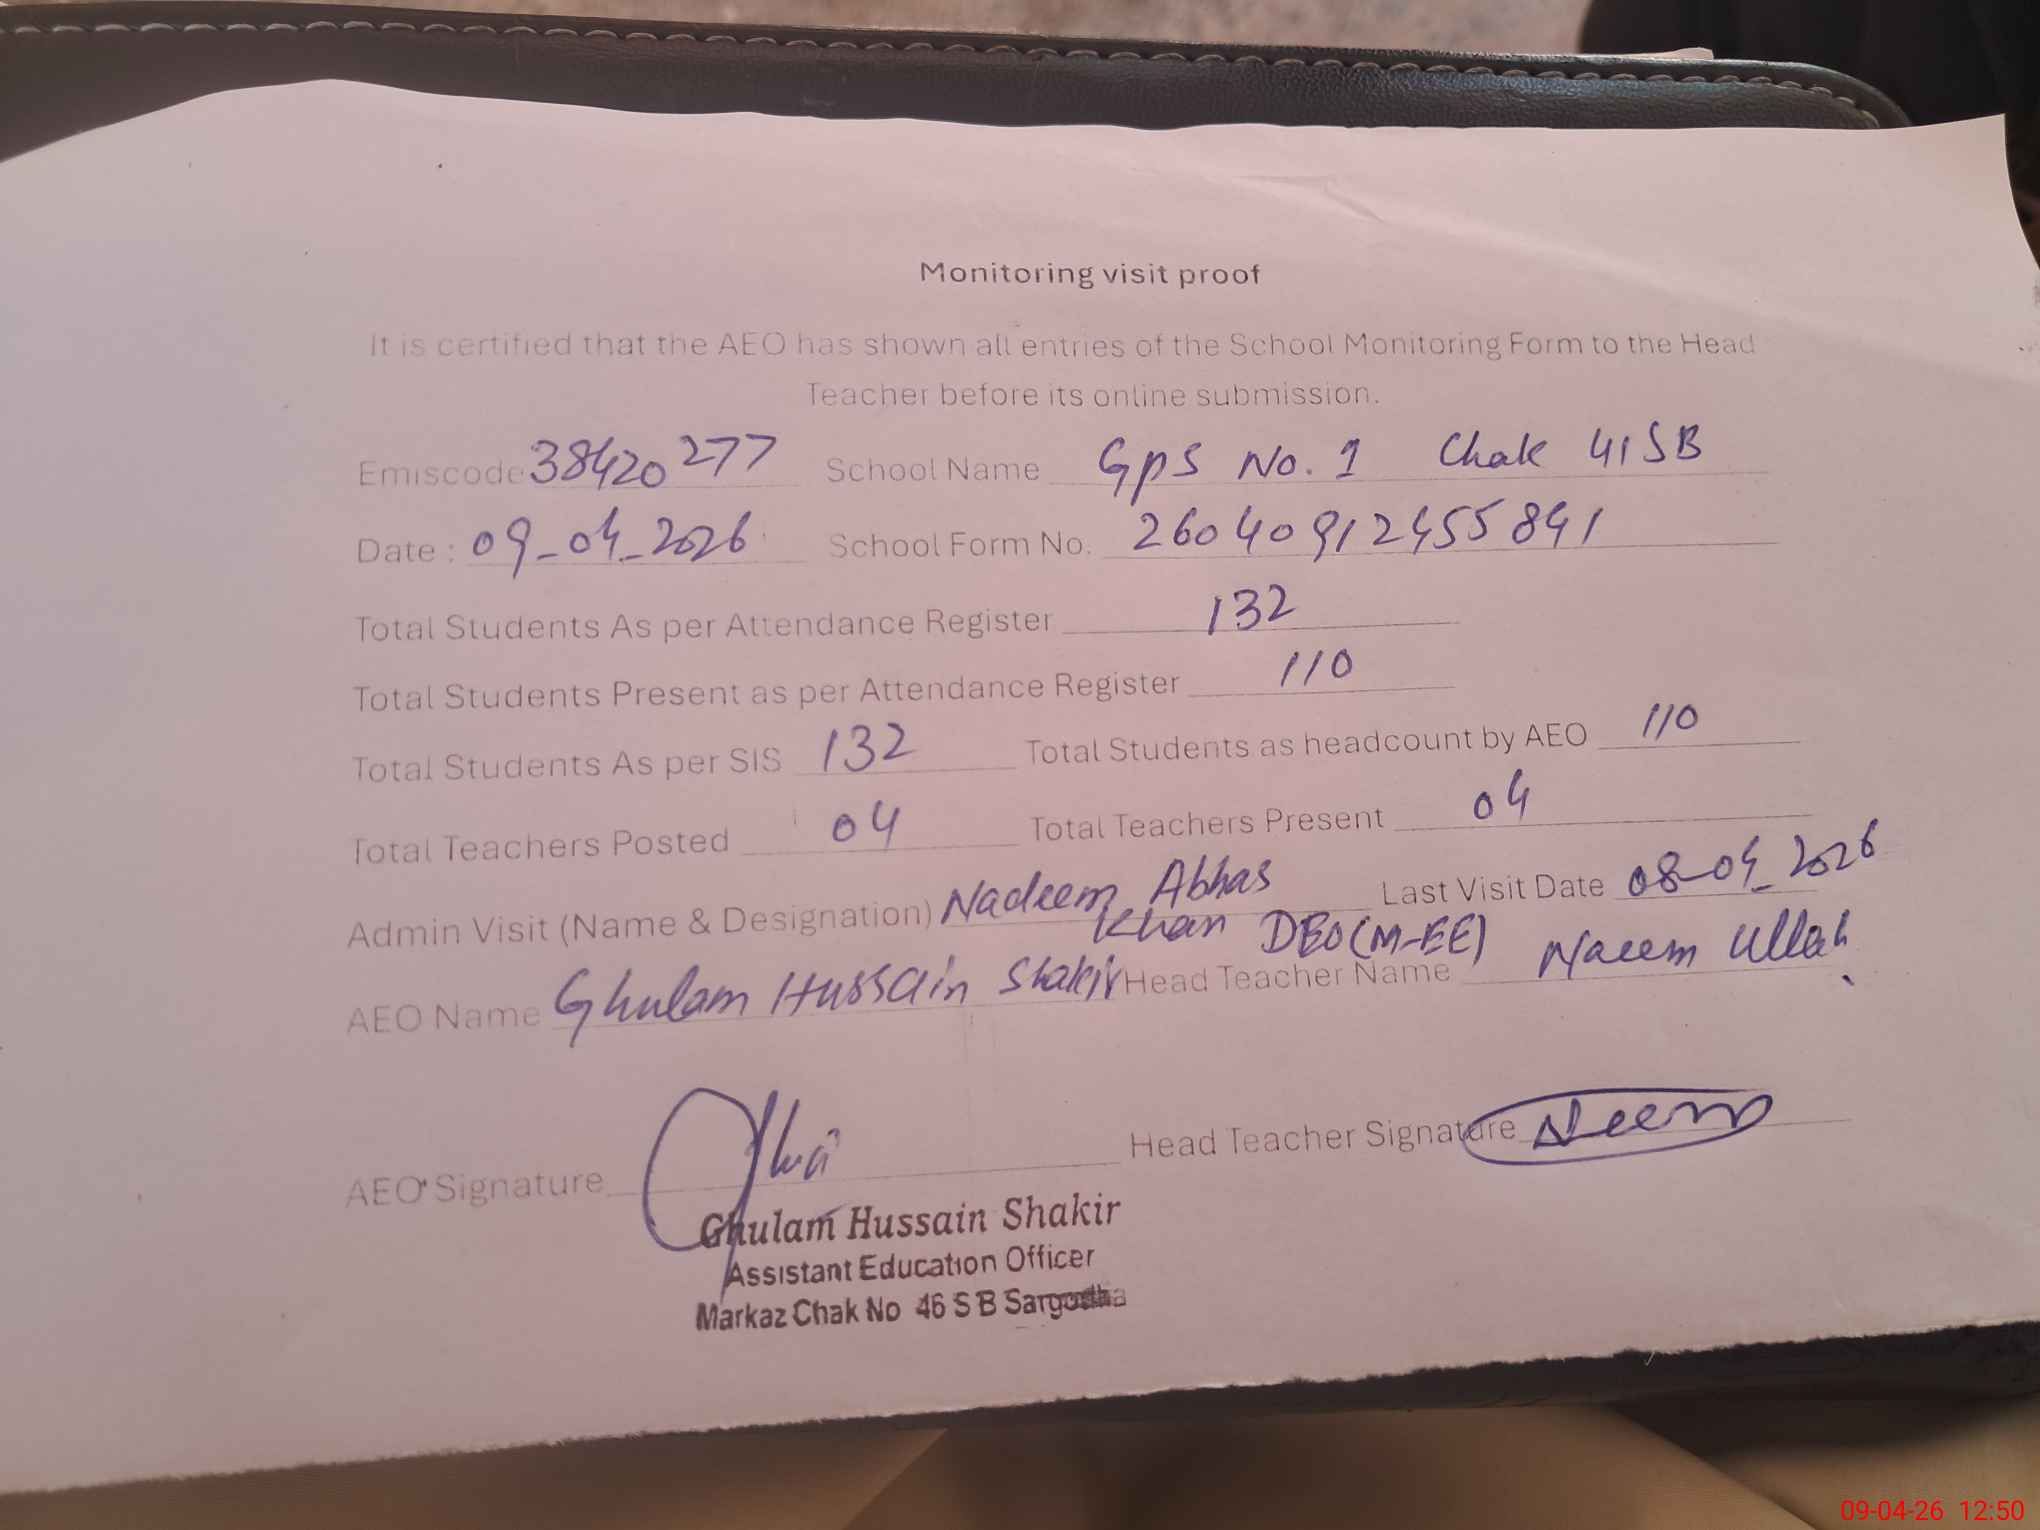 Monitoring visit proof
It is certified that the AEO has shown all entries of the School Monitoring Form to the Head
Teacher before its online submission.
Emiscode 38420277 School Name GPS No. 1 Chak 41SB
Date : 09-04-2026 School Form No. 26040912455841
Total Students As per Attendance Register 132
Total Students Present as per Attendance Register 110
Total Students As per SIS 132 Total Students as headcount by AEO 110
Total Teachers Posted 04 Total Teachers Present 04
Admin Visit (Name & Designation) Nadeem Abbas Last Visit Date 08-04-2026
Khan DEO(M-EE)
AEO Name Ghulam Hussain Shakir Head Teacher Name Naeem Ullah
AEO Signature Head Teacher Signature Naeem
Ghulam Hussain Shakir
Assistant Education Officer
Markaz Chak No 46 S B Sargodha
09-04-26 12:50